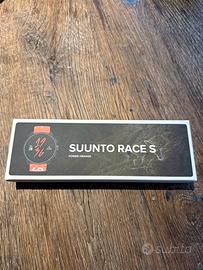 SUUNTO RACE S
POWER ORANGE
subito